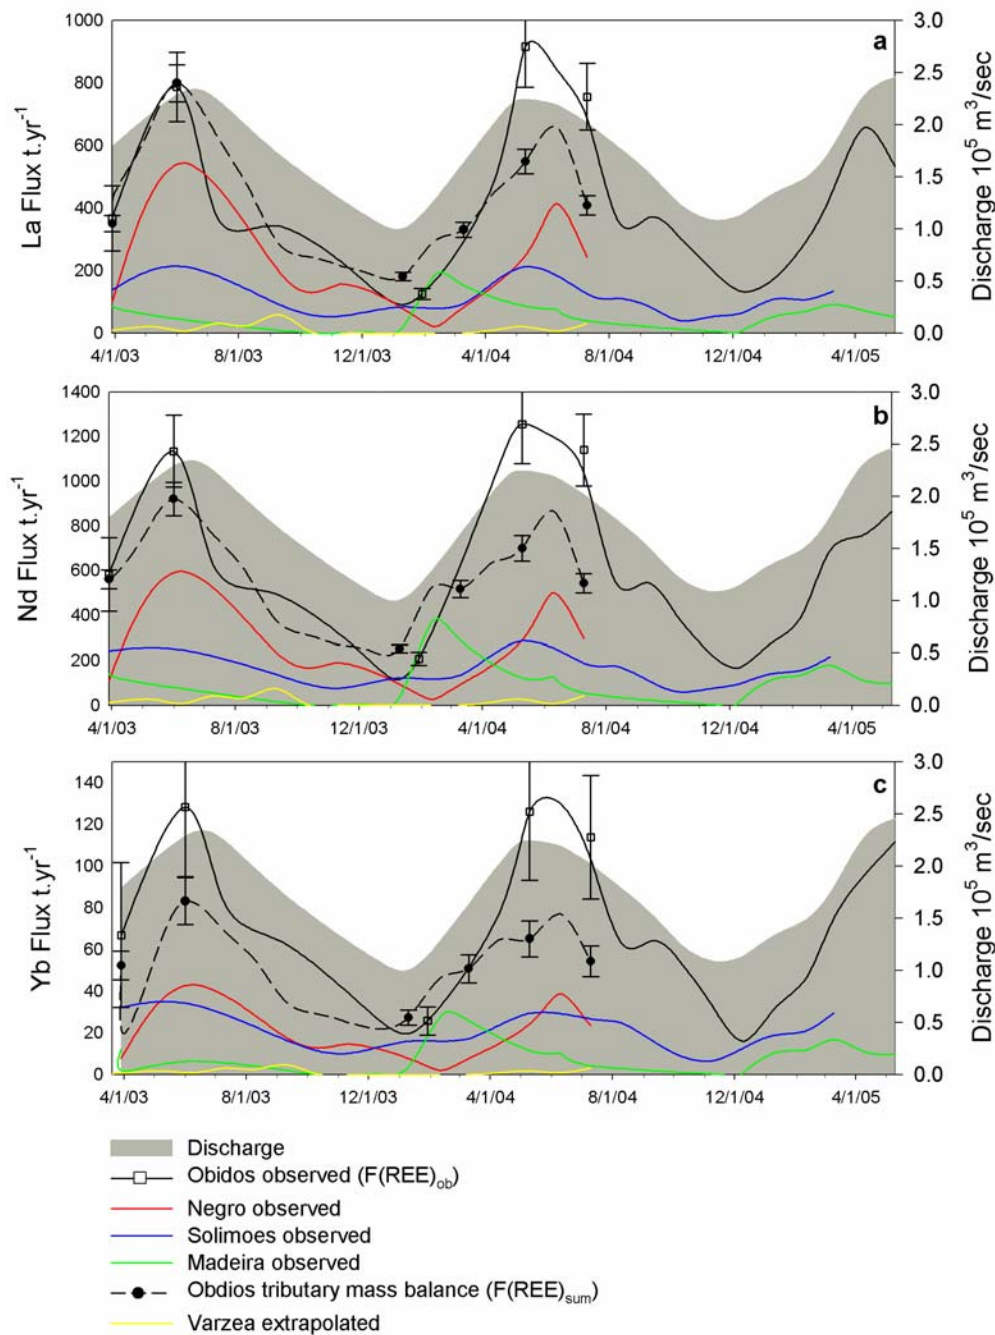 a
La Flux t.yr-1
1000
800
600
400
200
0
3.0
2.5
2.0
1.5
1.0
0.5
0.0
Discharge 10^5 m^3/sec
4/1/03 8/1/03 12/1/03 4/1/04 8/1/04 12/1/04 4/1/05
b
Nd Flux t.yr-1
1400
1200
1000
800
600
400
200
0
3.0
2.5
2.0
1.5
1.0
0.5
0.0
Discharge 10^5 m^3/sec
4/1/03 8/1/03 12/1/03 4/1/04 8/1/04 12/1/04 4/1/05
c
Yb Flux t.yr-1
140
120
100
80
60
40
20
0
3.0
2.5
2.0
1.5
1.0
0.5
0.0
Discharge 10^5 m^3/sec
4/1/03 8/1/03 12/1/03 4/1/04 8/1/04 12/1/04 4/1/05
Discharge
Obidos observed (F(REE)ob)
Negro observed
Solimoes observed
Madeira observed
Obdios tributary mass balance (F(REE)sum)
Varzea extrapolated